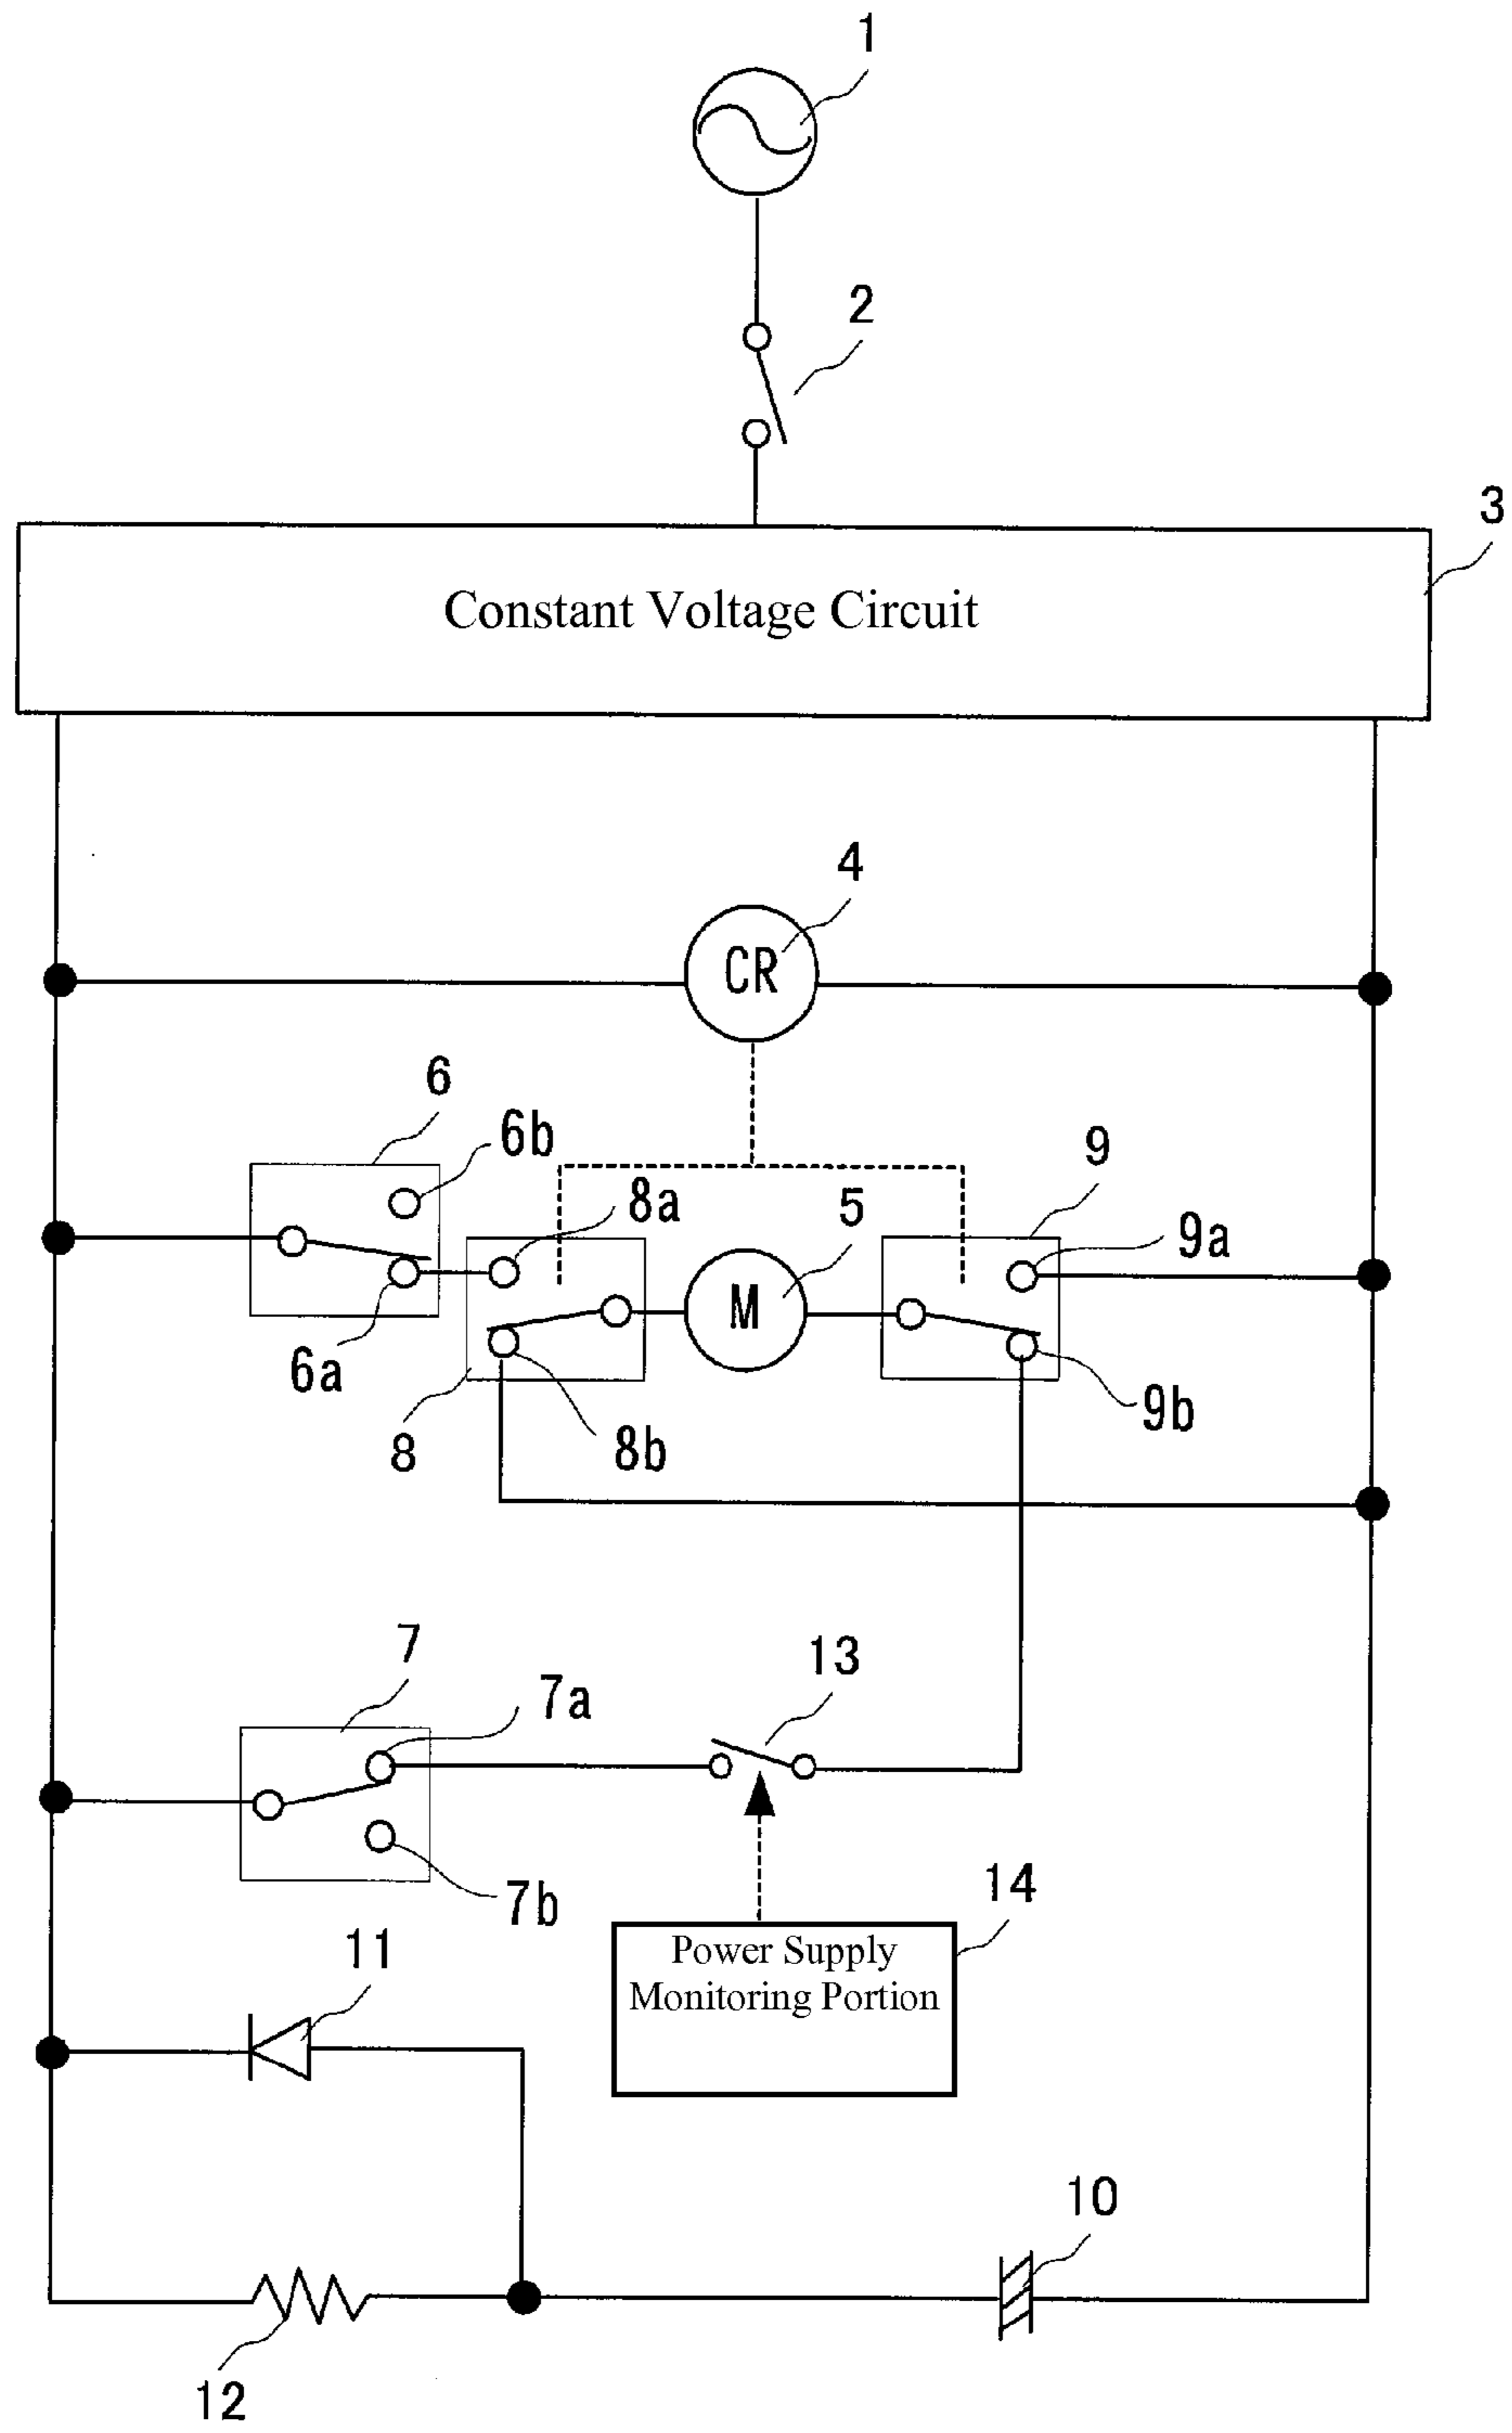 1
2
3
Constant Voltage Circuit
4
CR
6
6b
9
8a
5
9a
M
6a
9b
8
8b
7
13
7a
14
7b
Power Supply
Monitoring Portion
11
10
12